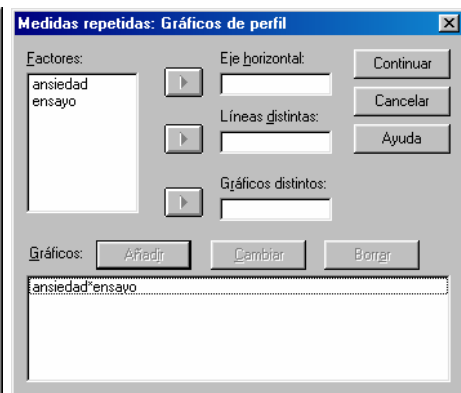 Medidas repetidas: Gráficos de perfil
Factores:
ansiedad
ensayo
Eje horizontal:
Líneas distintas:
Gráficos distintos:
Continuar
Cancelar
Ayuda
Gráficos:
Añadir
Cambiar
Borrar
ansiedad*ensayo